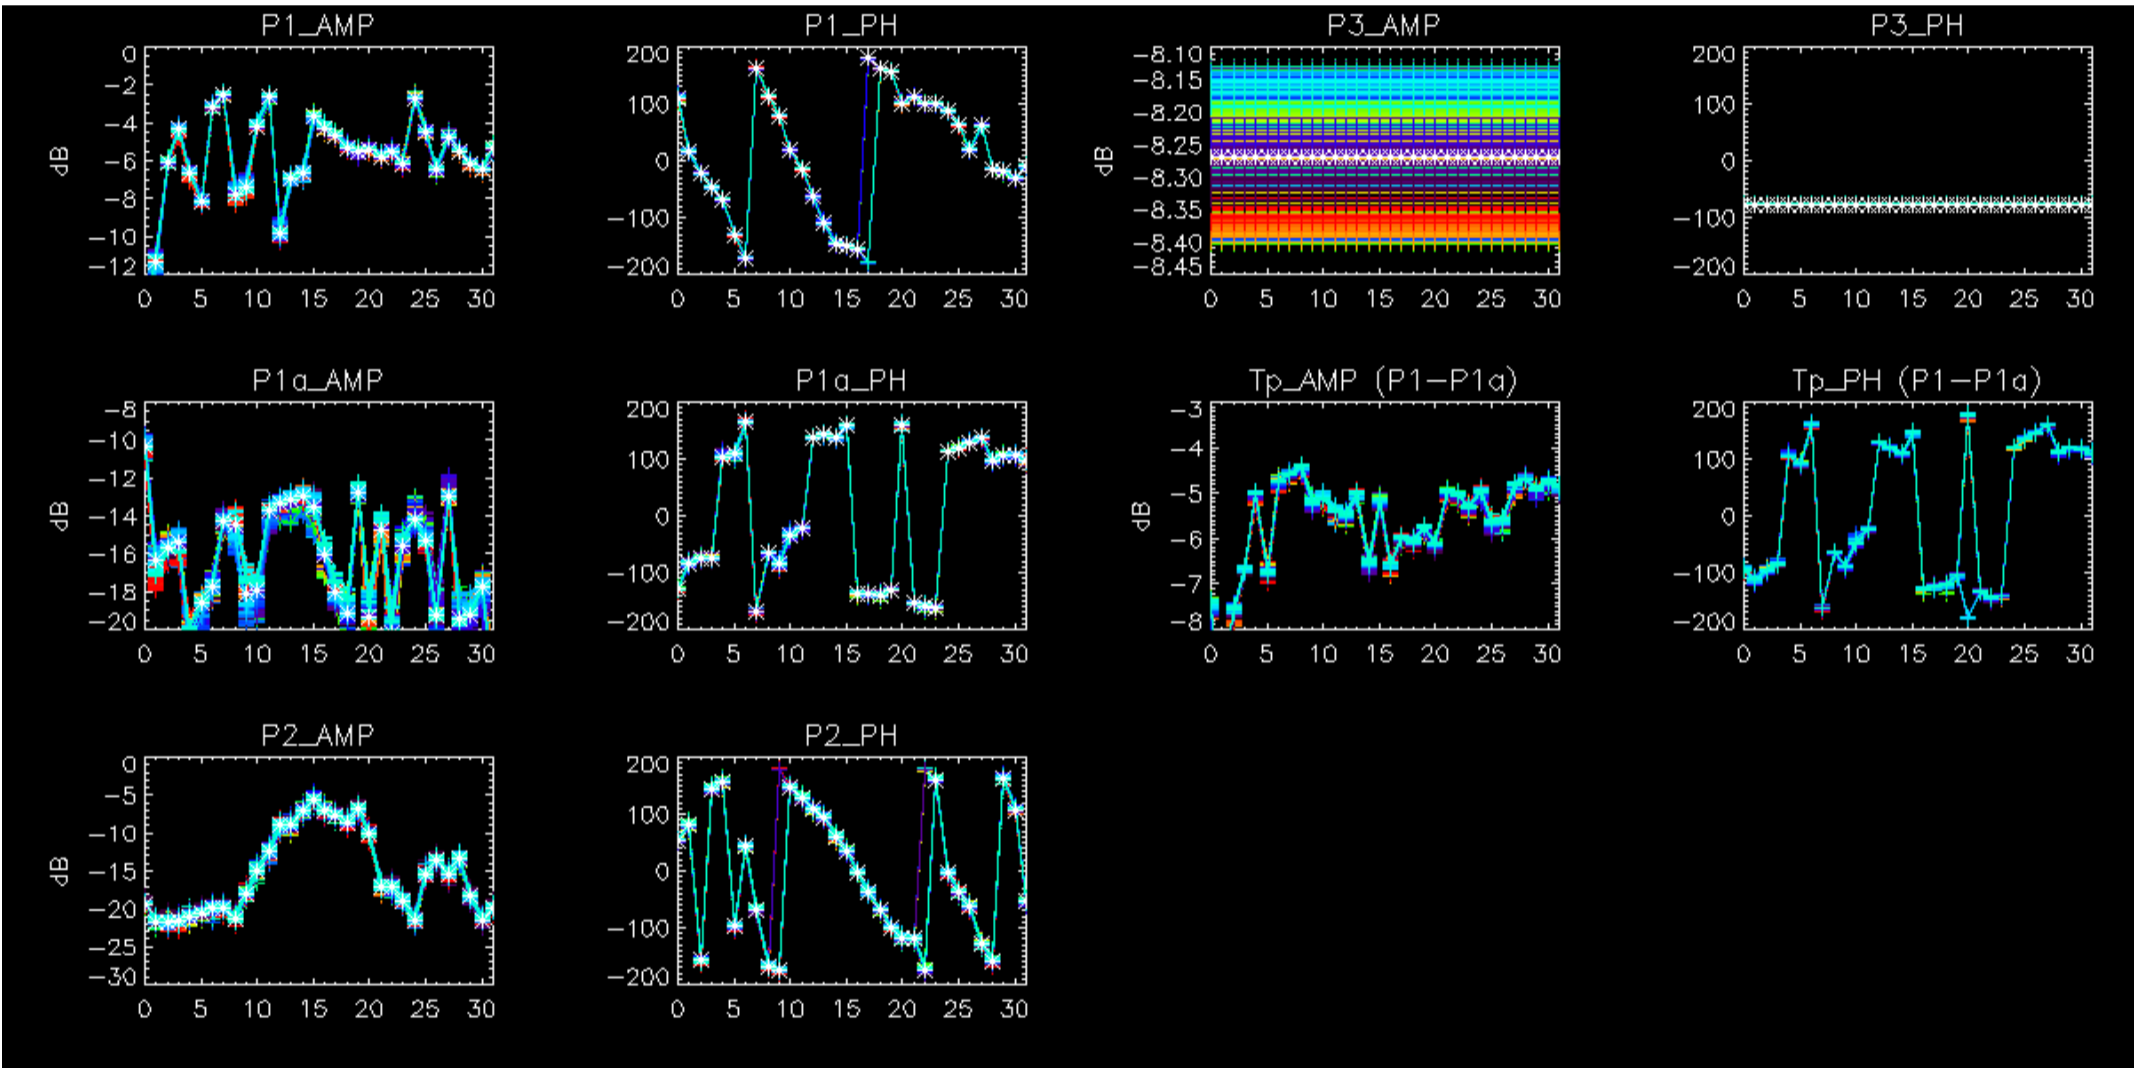 P1_AMP
dB
0
-2
-4
-6
-8
-10
-12
0 5 10 15 20 25 30
P1_PH
200
100
0
-100
-200
0 5 10 15 20 25 30
P3_AMP
dB
-8.10
-8.15
-8.20
-8.25
-8.30
-8.35
-8.40
-8.45
0 5 10 15 20 25 30
P3_PH
200
100
0
-100
-200
0 5 10 15 20 25 30
P1a_AMP
dB
-8
-10
-12
-14
-16
-18
-20
0 5 10 15 20 25 30
P1a_PH
200
100
0
-100
-200
0 5 10 15 20 25 30
Tp_AMP (P1-P1a)
dB
-3
-4
-5
-6
-7
-8
0 5 10 15 20 25 30
Tp_PH (P1-P1a)
200
100
0
-100
-200
0 5 10 15 20 25 30
P2_AMP
dB
0
-5
-10
-15
-20
-25
-30
0 5 10 15 20 25 30
P2_PH
200
100
0
-100
-200
0 5 10 15 20 25 30